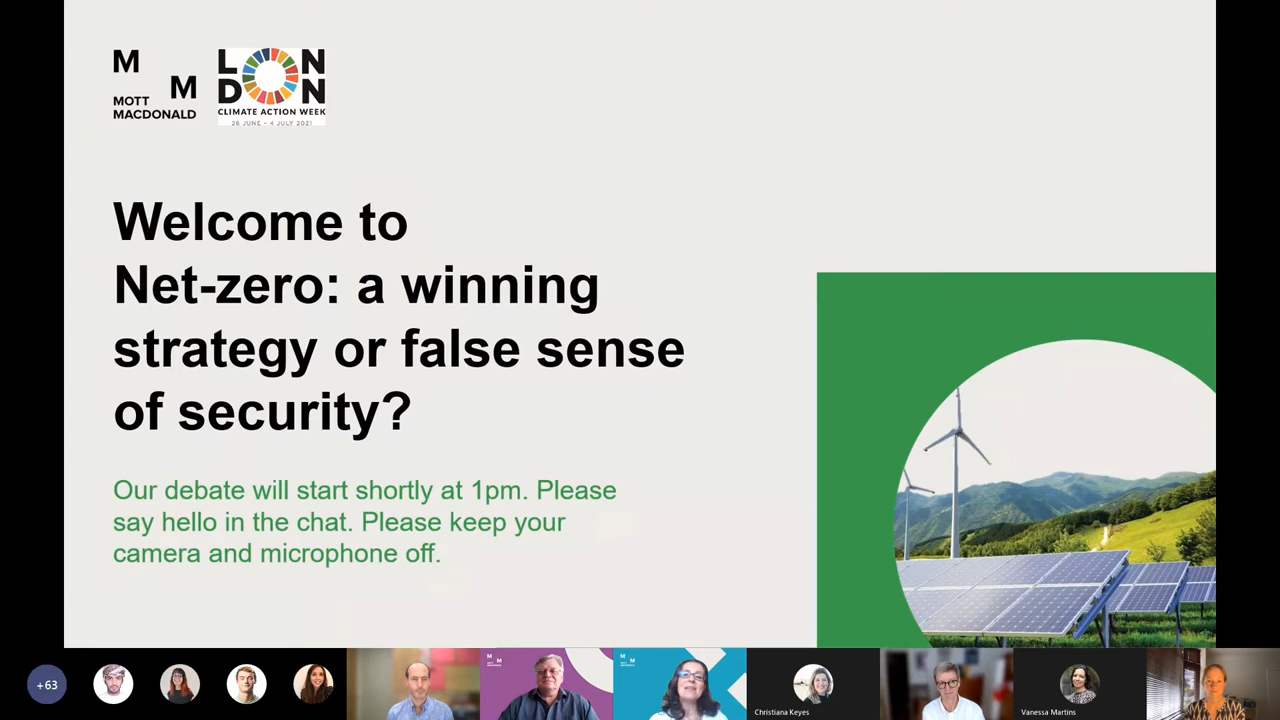 M
M
MOTT
MACDONALD
LONDON
CLIMATE ACTION WEEK
26 JUNE – 4 JULY 2021
Welcome to
Net-zero: a winning
strategy or false sense
of security?
Our debate will start shortly at 1pm. Please
say hello in the chat. Please keep your
camera and microphone off.
+63
M
M
M
M
Christiana Keyes
Vanessa Martins